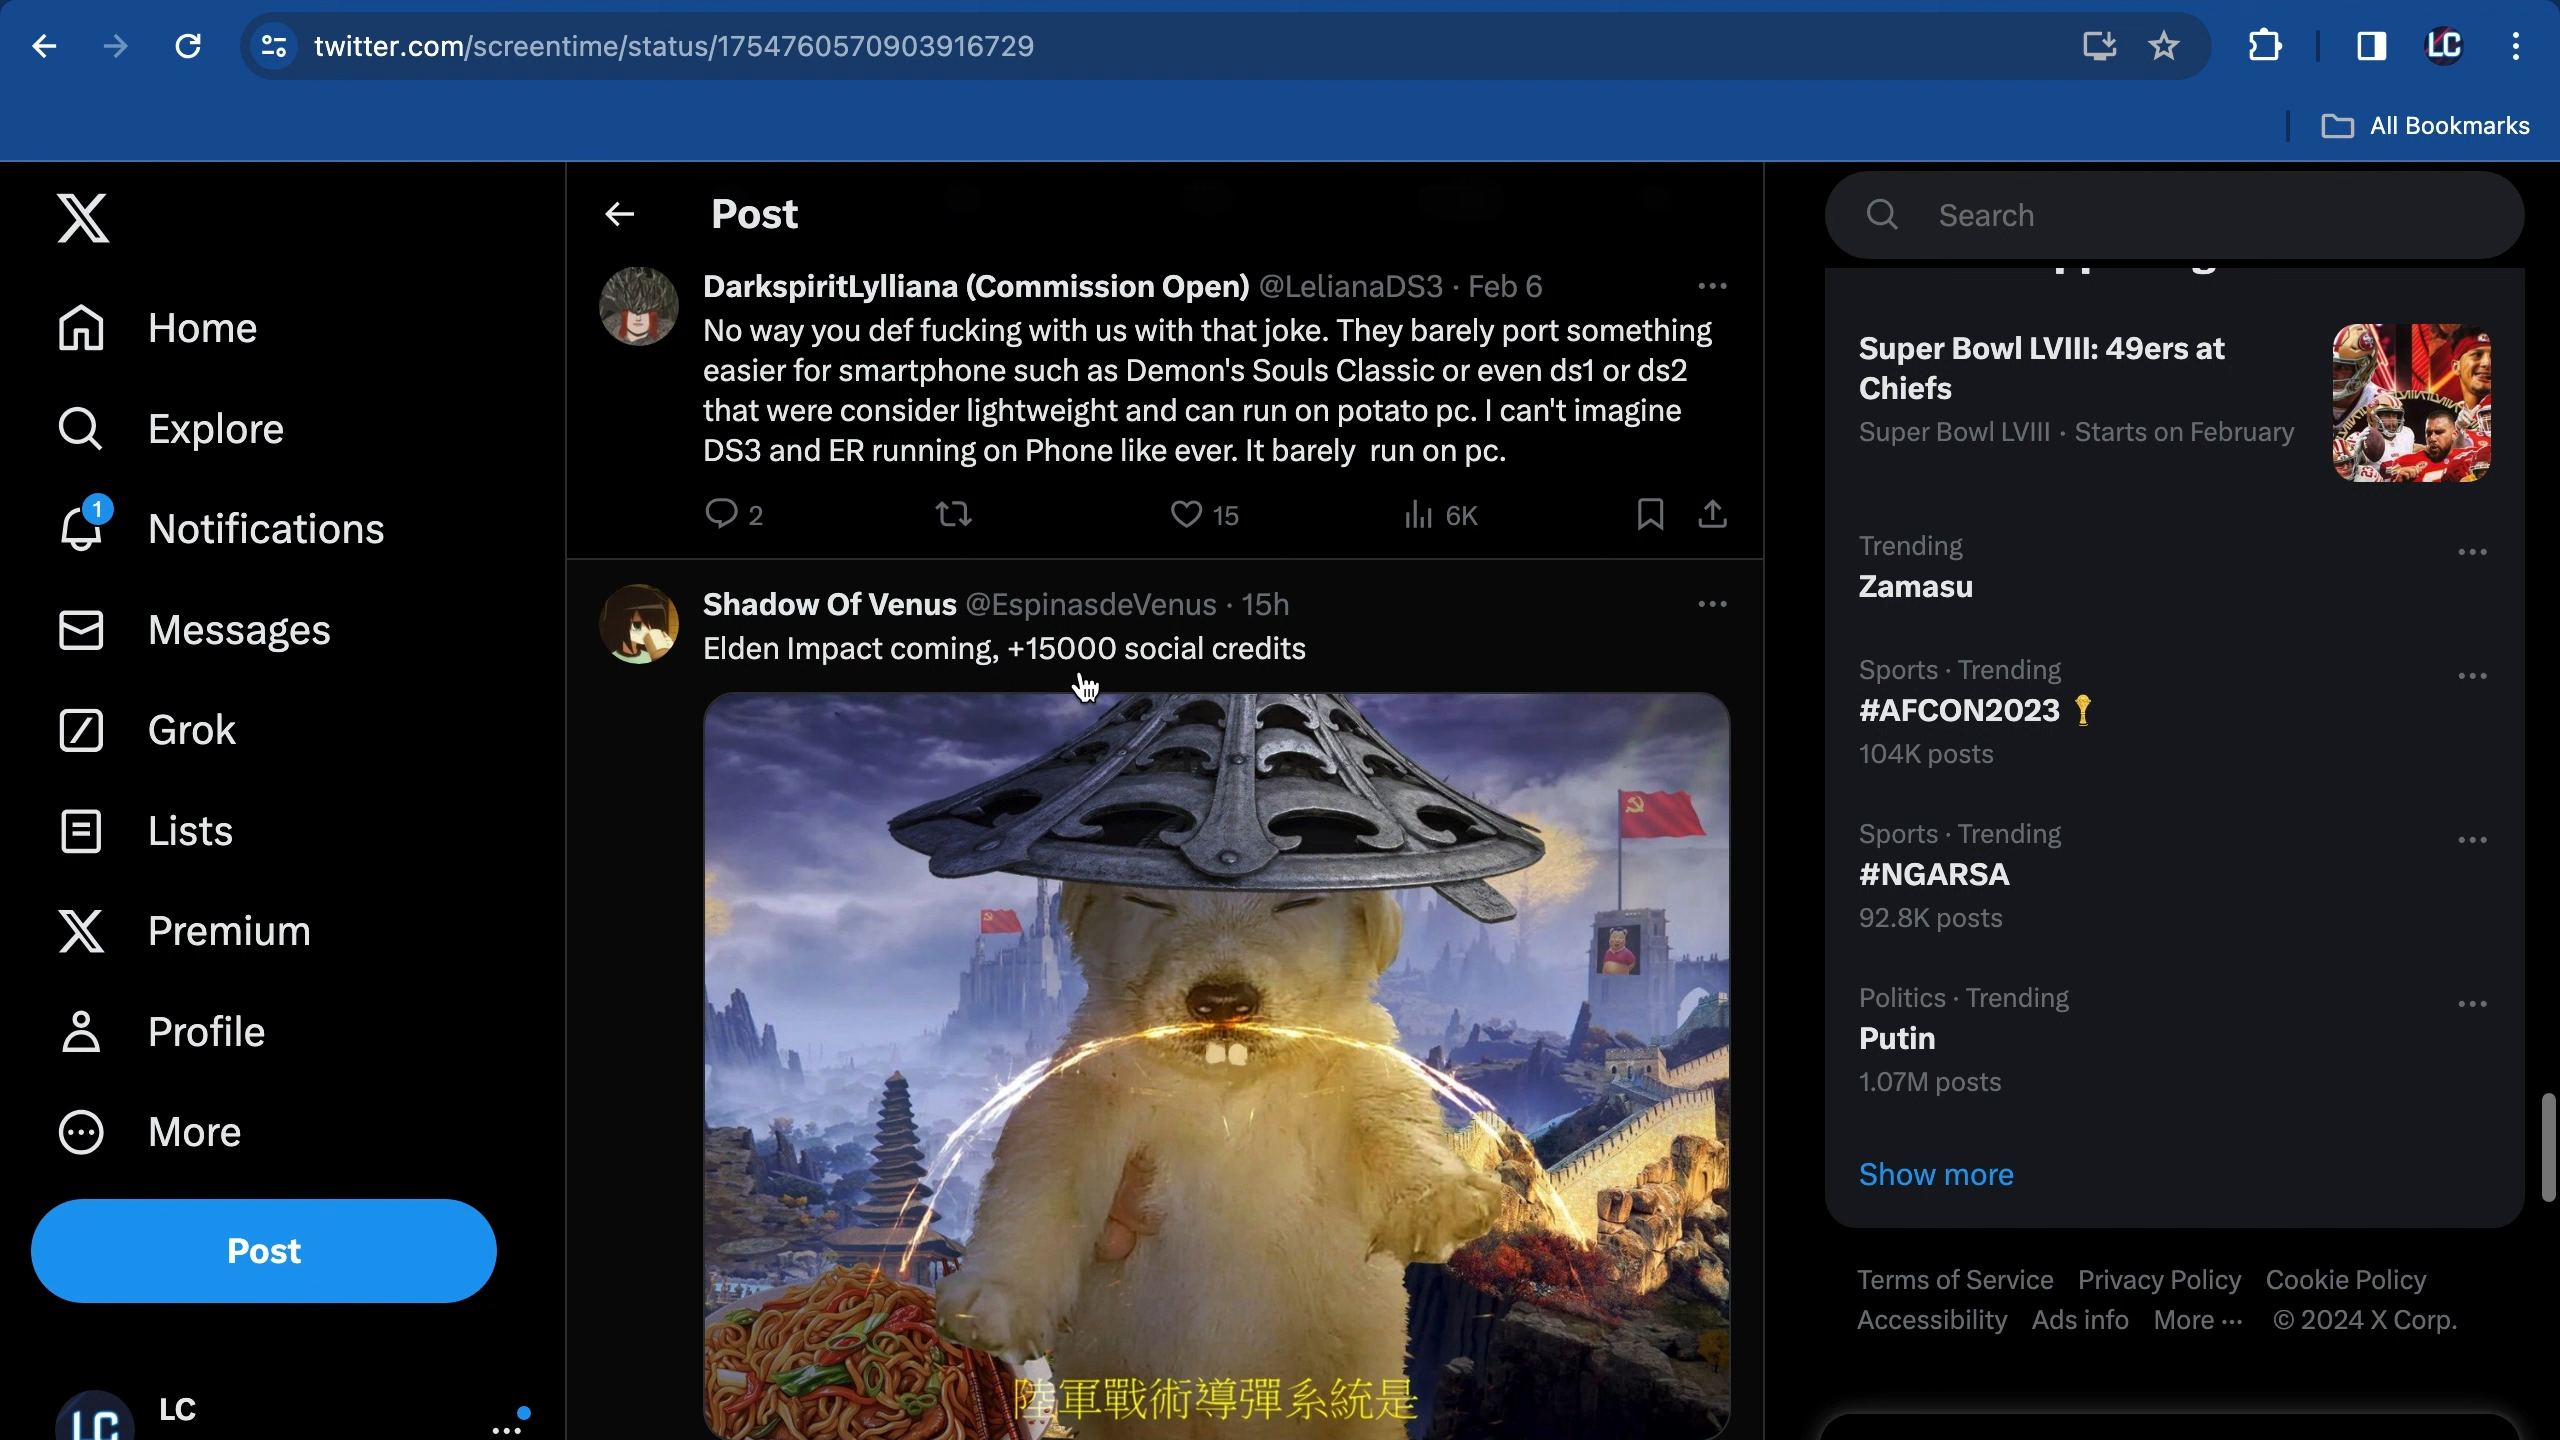 twitter.com/screentime/status/1754760570903916729
LC
All Bookmarks
Home
Explore
1
Notifications
Messages
Grok
Lists
Premium
Profile
More
Post
LC
LC
Post
DarkspiritLylliana (Commission Open) @LelianaDS3 · Feb 6
No way you def fucking with us with that joke. They barely port something
easier for smartphone such as Demon's Souls Classic or even ds1 or ds2
that were consider lightweight and can run on potato pc. I can't imagine
DS3 and ER running on Phone like ever. It barely run on pc.
2 15 6K
Shadow Of Venus @EspinasdeVenus · 15h
Elden Impact coming, +15000 social credits
陸軍戰術導彈系統是
Search
Super Bowl LVIII: 49ers at
Chiefs
Super Bowl LVIII · Starts on February
Trending
Zamasu
Sports · Trending
#AFCON2023
104K posts
Sports · Trending
#NGARSA
92.8K posts
Politics · Trending
Putin
1.07M posts
Show more
Terms of Service Privacy Policy Cookie Policy
Accessibility Ads info More ··· © 2024 X Corp.